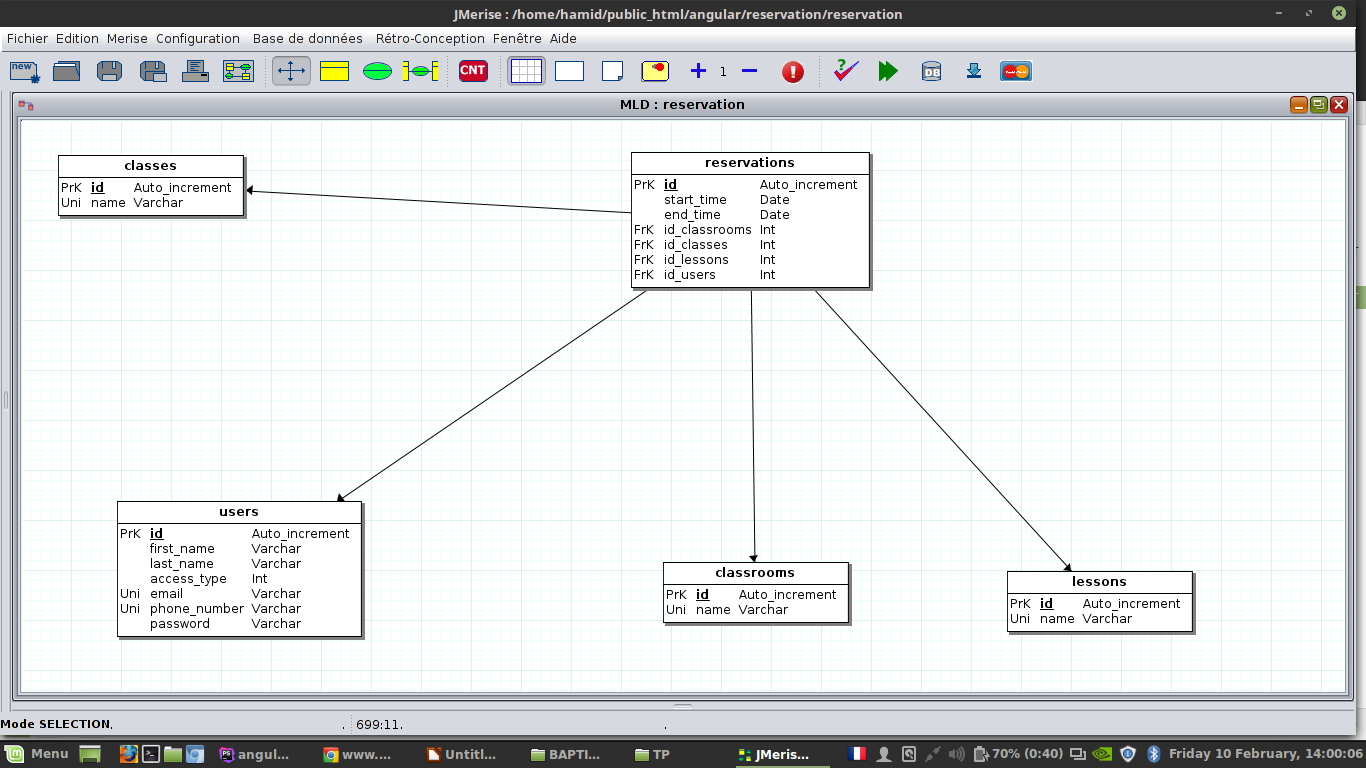 JMerise : /home/hamid/public_html/angular/reservation/reservation
Fichier Edition Merise Configuration Base de données Rétro-Conception Fenêtre Aide
new CNT 1 DB
MLD : reservation
classes
PrK id Auto_increment
Uni name Varchar
reservations
PrK id Auto_increment
start_time Date
end_time Date
FrK id_classrooms Int
FrK id_classes Int
FrK id_lessons Int
FrK id_users Int
users
PrK id Auto_increment
first_name Varchar
last_name Varchar
access_type Int
Uni email Varchar
Uni phone_number Varchar
password Varchar
classrooms
PrK id Auto_increment
Uni name Varchar
lessons
PrK id Auto_increment
Uni name Varchar
Mode SELECTION. . 699:11. .
Menu angul... www.... Untitl... BAPTI... TP JMeris... 70% (0:40) Friday 10 February, 14:00:06